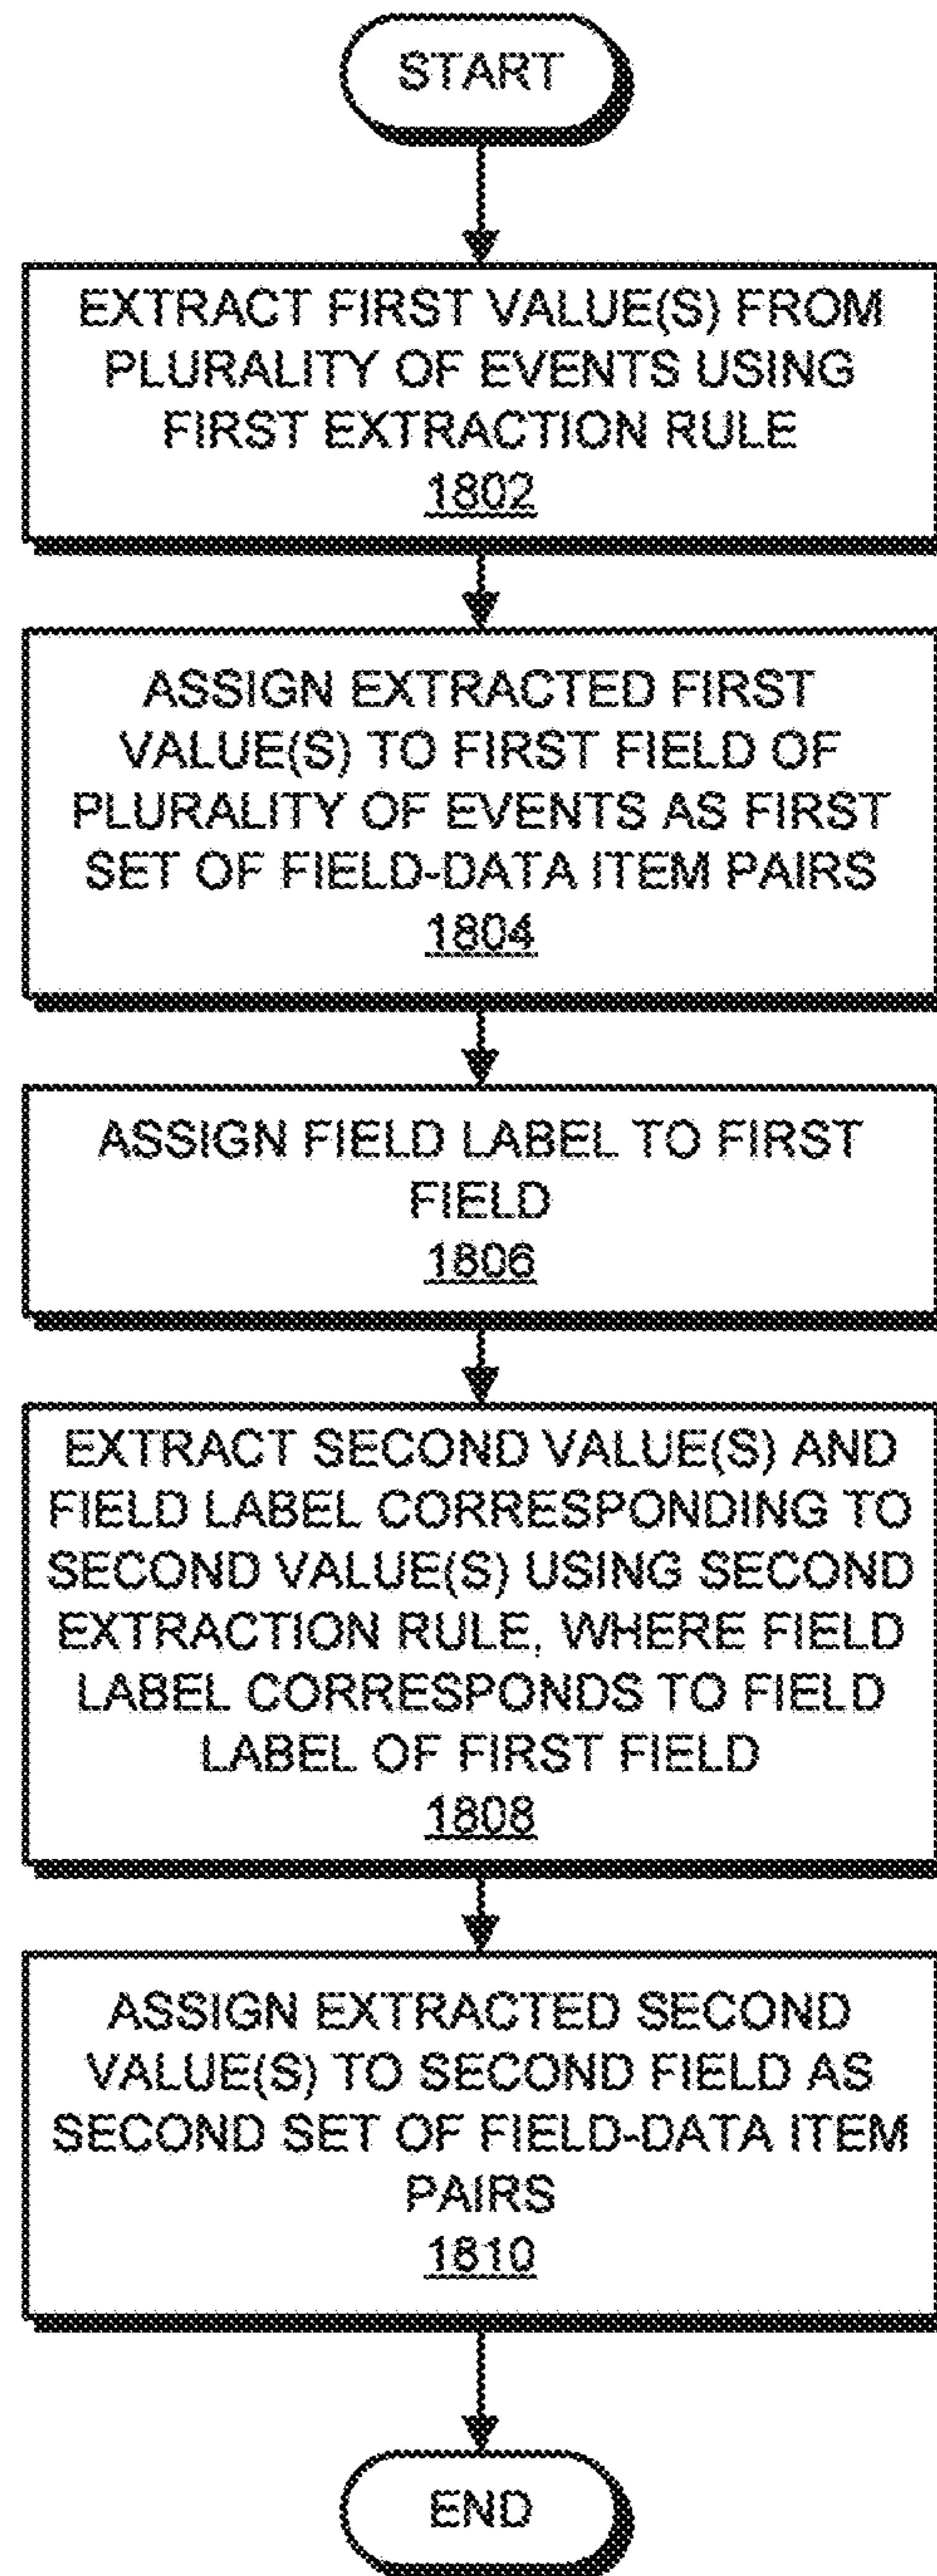 START
EXTRACT FIRST VALUE(S) FROM
PLURALITY OF EVENTS USING
FIRST EXTRACTION RULE
1802
ASSIGN EXTRACTED FIRST
VALUE(S) TO FIRST FIELD OF
PLURALITY OF EVENTS AS FIRST
SET OF FIELD-DATA ITEM PAIRS
1804
ASSIGN FIELD LABEL TO FIRST
FIELD
1806
EXTRACT SECOND VALUE(S) AND
FIELD LABEL CORRESPONDING TO
SECOND VALUE(S) USING SECOND
EXTRACTION RULE, WHERE FIELD
LABEL CORRESPONDS TO FIELD
LABEL OF FIRST FIELD
1808
ASSIGN EXTRACTED SECOND
VALUE(S) TO SECOND FIELD AS
SECOND SET OF FIELD-DATA ITEM
PAIRS
1810
END